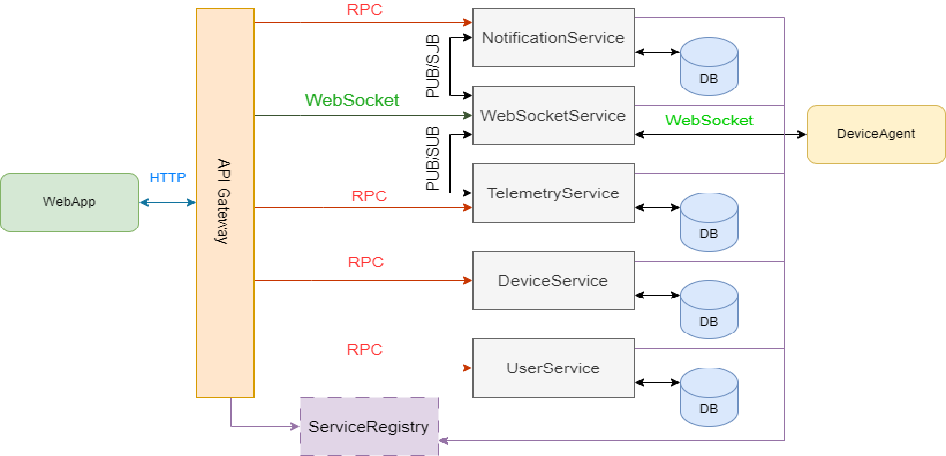 RPC
NotificationService
DB
PUB/SUB
WebSocket
WebSocketService
WebSocket
DeviceAgent
PUB/SUB
HTTP
WebApp
API Gateway
RPC
TelemetryService
DB
RPC
DeviceService
DB
RPC
UserService
DB
ServiceRegistry